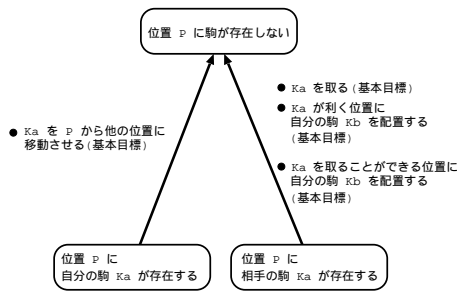 位置 P に駒が存在しない
● Ka を取る(基本目標)
● Ka が利く位置に
自分の駒 Kb を配置する
(基本目標)
● Ka を P から他の位置に
移動させる(基本目標)
● Ka を取ることができる位置に
自分の駒 Kb を配置する
(基本目標)
位置 P に
自分の駒 Ka が存在する
位置 P に
相手の駒 Ka が存在する